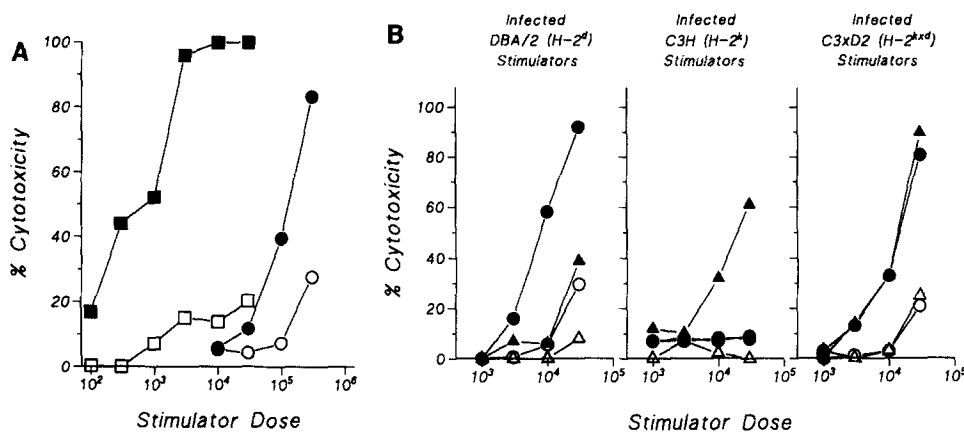 A
% Cytotoxicity
100
80
60
40
20
0
10²
10³
10⁴
10⁵
10⁶
Stimulator Dose
B
Infected
DBA/2 (H-2ᵈ)
Stimulators
Infected
C3H (H-2ᵏ)
Stimulators
Infected
C3xD2 (H-2ᵏˣᵈ)
Stimulators
% Cytotoxicity
100
80
60
40
20
0
10³
10⁴
10⁵
10³
10⁴
10⁵
10³
10⁴
10⁵
Stimulator Dose